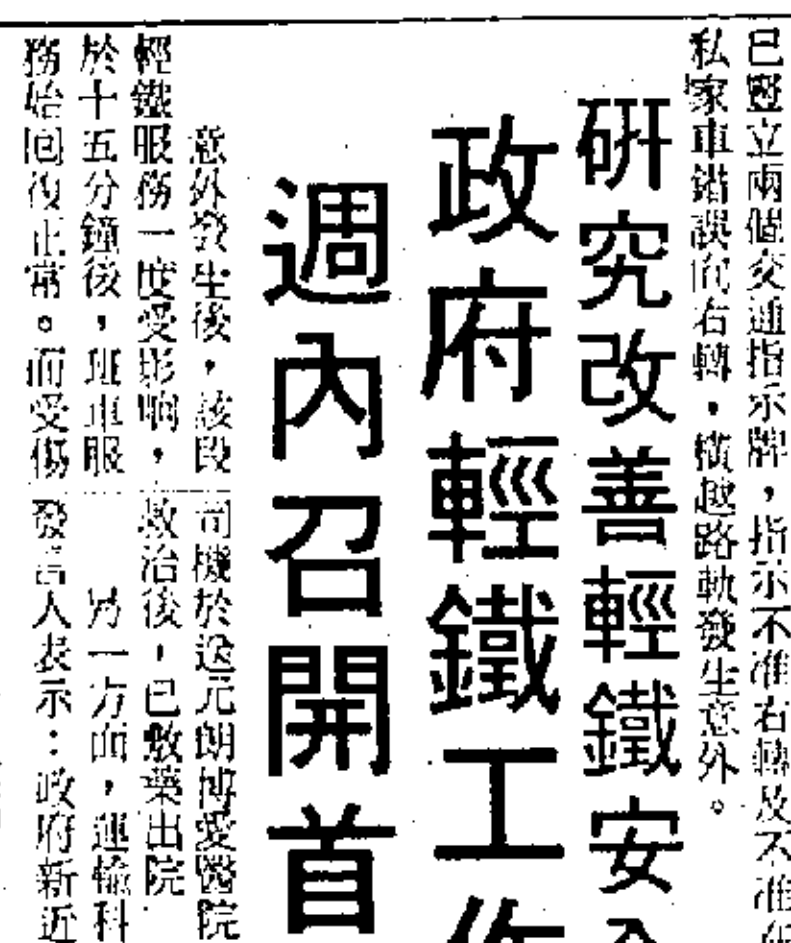 已豎立兩個交通指示牌，指示不准右轉及不准
私家車錯誤向右轉，橫越路軌發生意外。
研究改善輕鐵安
政府輕鐵工
週內召開首
意外發生後，該段
輕鐵服務一度受影响，
於十五分鐘後，班車服
務始回復正常。而受傷
司機於送元朗博愛醫院
救治後，已敷藥出院
另一方面，運輸科
發言人表示：政府新近